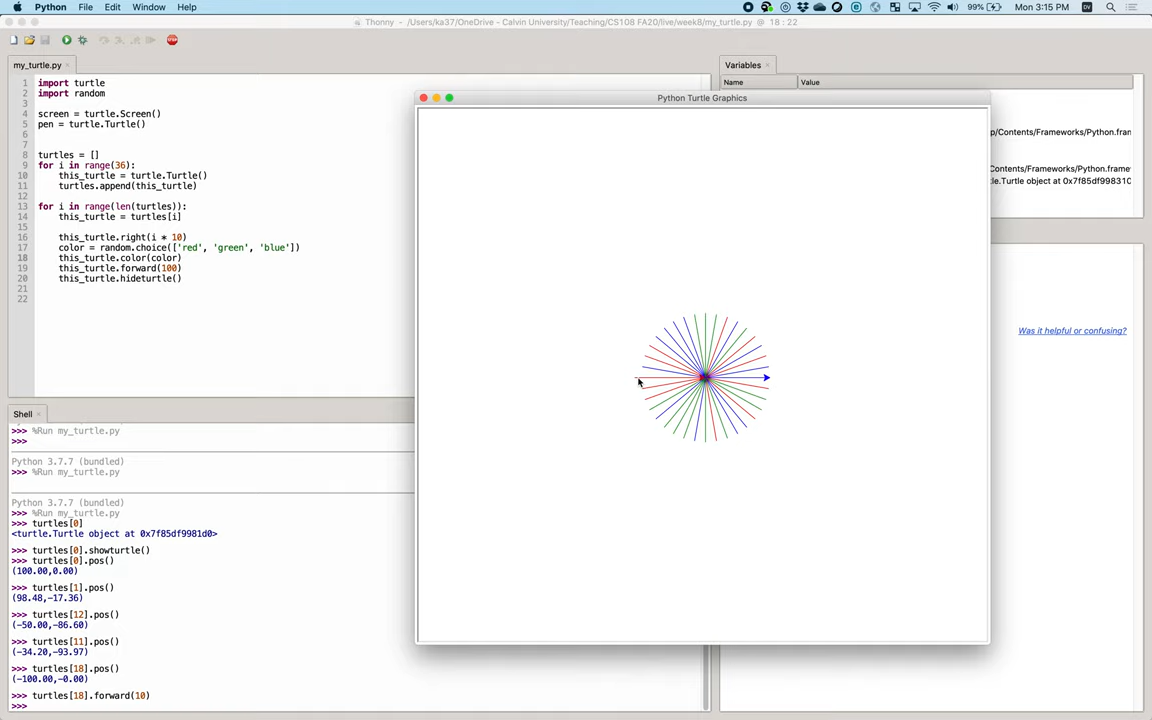 Python File Edit Window Help 99% Mon 3:15 PM
Thonny - /Users/ka37/OneDrive - Calvin University/Teaching/CS108 FA20/live/week8/my_turtle.py @ 18 : 22
my_turtle.py
Variables
Name Value
1 import turtle
2 import random
3
4 screen = turtle.Screen()
5 pen = turtle.Turtle()
6
7
8 turtles = []
9 for i in range(36):
10 this_turtle = turtle.Turtle()
11 turtles.append(this_turtle)
12
13 for i in range(len(turtles)):
14 this_turtle = turtles[i]
15
16 this_turtle.right(i * 10)
17 color = random.choice(['red', 'green', 'blue'])
18 this_turtle.color(color)
19 this_turtle.forward(100)
20 this_turtle.hideturtle()
21
22
Python Turtle Graphics
p/Contents/Frameworks/Python.fram
Contents/Frameworks/Python.frame
le.Turtle object at 0x7f85df998310
Was it helpful or confusing?
Shell
>>> %Run my_turtle.py
>>>
Python 3.7.7 (bundled)
>>> %Run my_turtle.py
Python 3.7.7 (bundled)
>>> %Run my_turtle.py
>>> turtles[0]
<turtle.Turtle object at 0x7f85df9981d0>
>>> turtles[0].showturtle()
>>> turtles[0].pos()
(100.00,0.00)
>>> turtles[1].pos()
(98.48,-17.36)
>>> turtles[12].pos()
(-50.00,-86.60)
>>> turtles[11].pos()
(-34.20,-93.97)
>>> turtles[18].pos()
(-100.00,-0.00)
>>> turtles[18].forward(10)
>>>